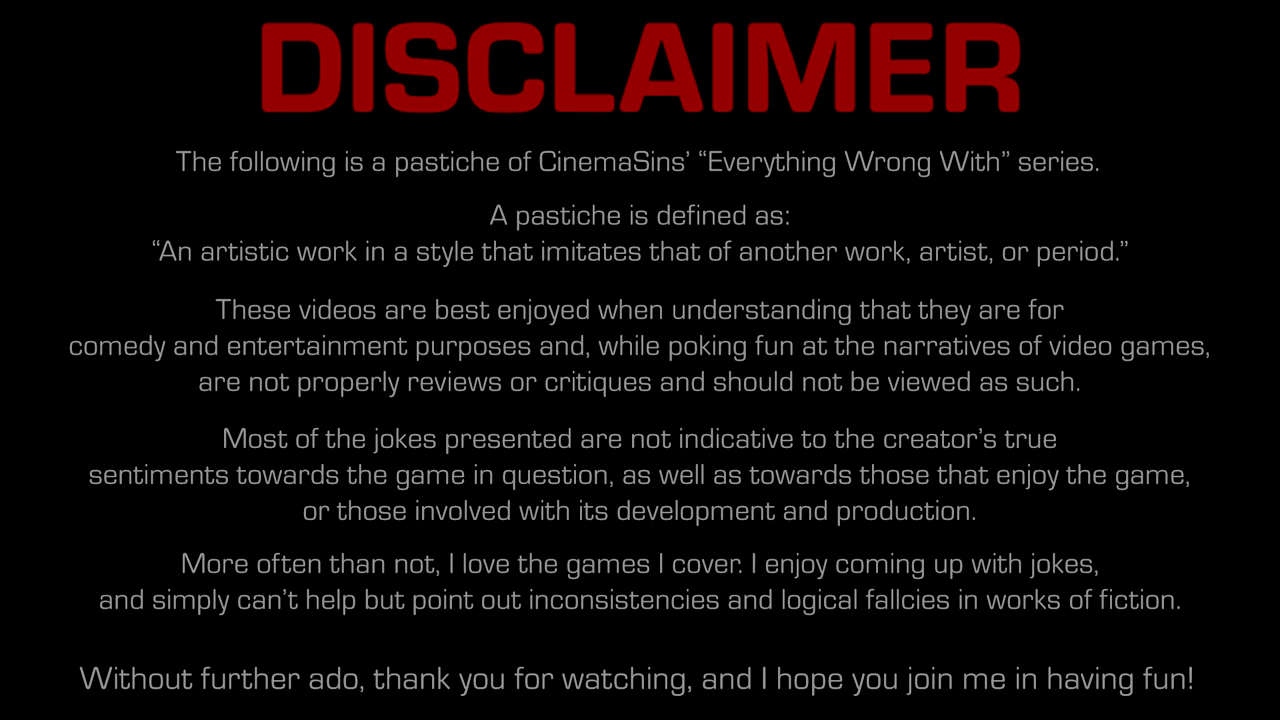 DISCLAIMER
The following is a pastiche of CinemaSins’ “Everything Wrong With” series.
A pastiche is defined as:
“An artistic work in a style that imitates that of another work, artist, or period.”
These videos are best enjoyed when understanding that they are for
comedy and entertainment purposes and, while poking fun at the narratives of video games,
are not properly reviews or critiques and should not be viewed as such.
Most of the jokes presented are not indicative to the creator’s true
sentiments towards the game in question, as well as towards those that enjoy the game,
or those involved with its development and production.
More often than not, I love the games I cover. I enjoy coming up with jokes,
and simply can’t help but point out inconsistencies and logical fallcies in works of fiction.
Without further ado, thank you for watching, and I hope you join me in having fun!